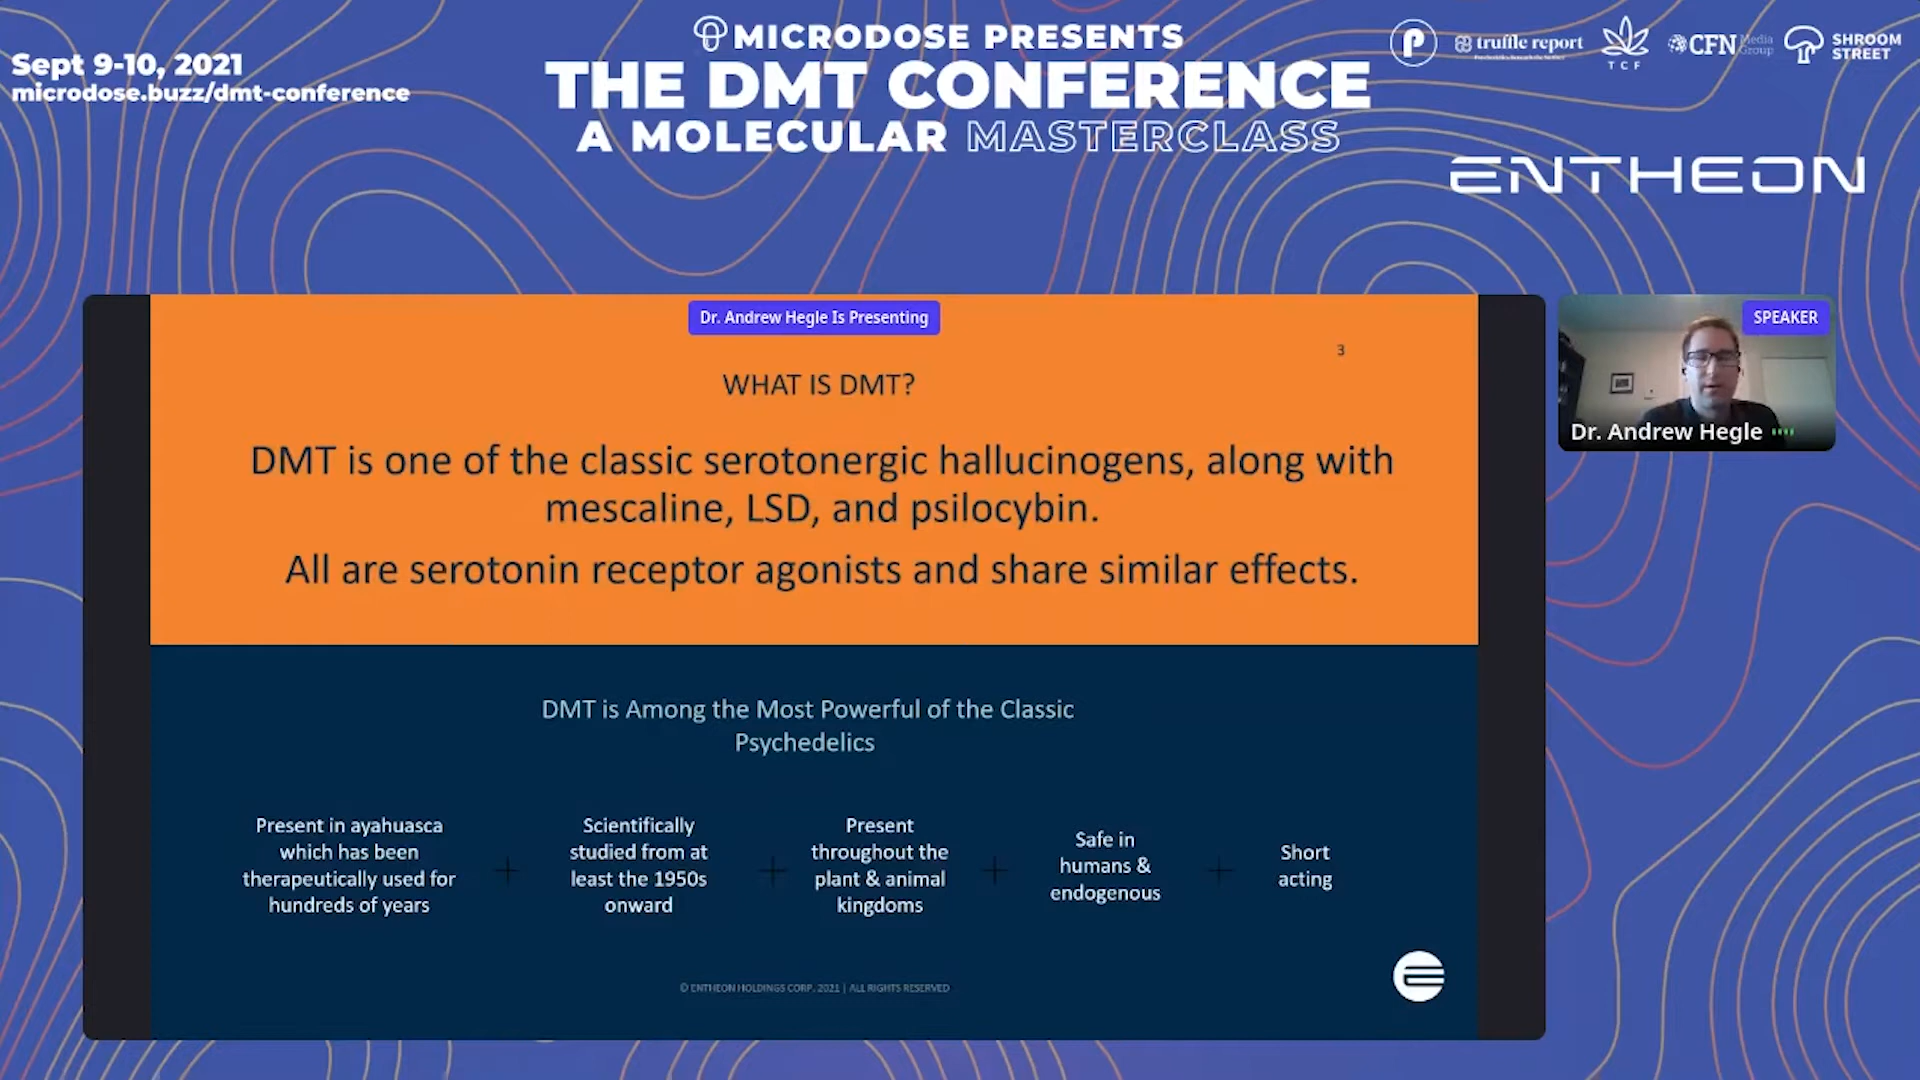 Sept 9-10, 2021
microdose.buzz/dmt-conference
MICRODOSE PRESENTS
THE DMT CONFERENCE
A MOLECULAR MASTERCLASS
P
truffle report
TCF
CFN Media Group
SHROOM STREET
ENTHEON
Dr. Andrew Hegle Is Presenting
3
WHAT IS DMT?
DMT is one of the classic serotonergic hallucinogens, along with
mescaline, LSD, and psilocybin.
All are serotonin receptor agonists and share similar effects.
DMT is Among the Most Powerful of the Classic
Psychedelics
Present in ayahuasca
which has been
therapeutically used for
hundreds of years
+
Scientifically
studied from at
least the 1950s
onward
+
Present
throughout the
plant & animal
kingdoms
+
Safe in
humans &
endogenous
+
Short
acting
© ENTHEON HOLDINGS CORP. 2021 | ALL RIGHTS RESERVED
SPEAKER
Dr. Andrew Hegle